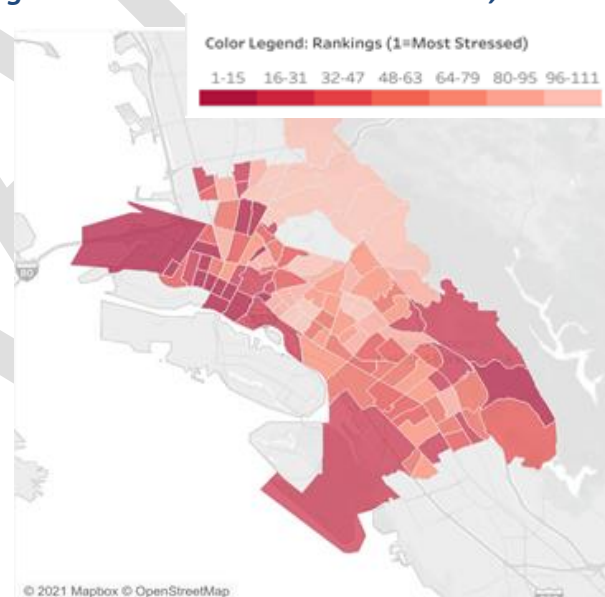 Color Legend: Rankings (1=Most Stressed)
1-15 16-31 32-47 48-63 64-79 80-95 96-111
80
© 2021 Mapbox © OpenStreetMap